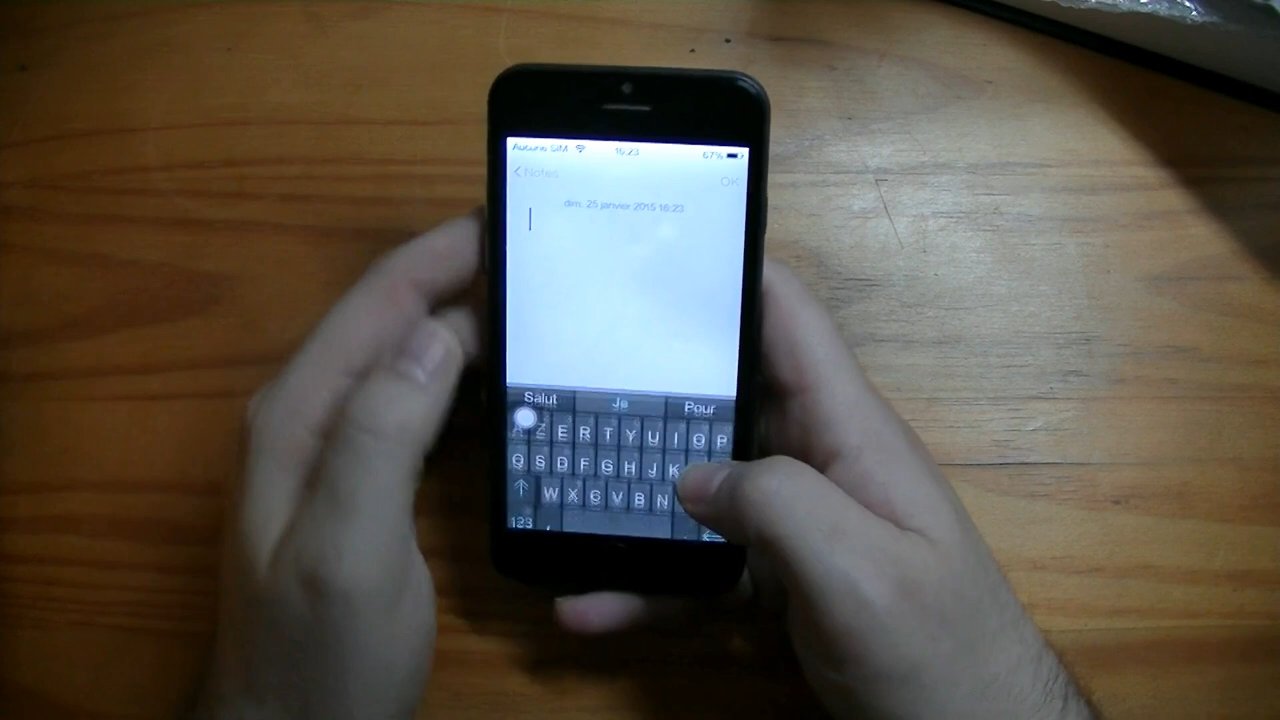 Aucune SIM 16:23 67%
Notes
OK
dim. 25 janvier 2015 16:23
Salut Je Pour
A Z E R T Y U I O P
Q S D F G H J K
W X C V B N
123 ,